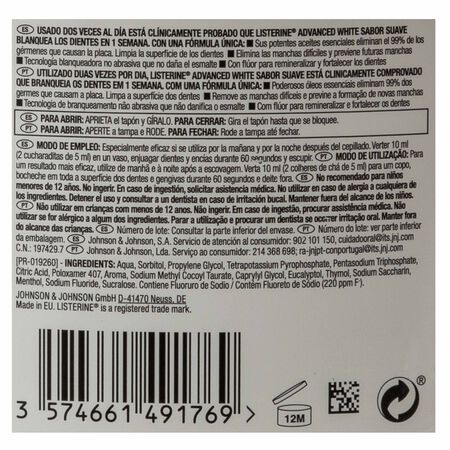 ES USADO DOS VECES AL DÍA ESTÁ CLÍNICAMENTE PROBADO QUE LISTERINE® ADVANCED WHITE SABOR SUAVE
BLANQUEA LOS DIENTES EN 1 SEMANA. CON UNA FÓRMULA ÚNICA: ■ Sus potentes aceites esenciales eliminan el 99% de los
gérmenes que causan la placa. Limpia la superficie de los dientes ■ Elimina las manchas difíciles y previene futuras manchas
■ Tecnología blanqueadora no abrasiva que no daña el esmalte ■ Con flúor para remineralizar y fortalecer los dientes
PT UTILIZADO DUAS VEZES POR DIA, LISTERINE® ADVANCED WHITE SABOR SUAVE ESTÁ CLINICAMENTE COMPROVADO
QUE BRANQUEIA OS DENTES EM 1 SEMANA. COM UMA FÓRMULA ÚNICA: ■ Poderosos óleos essenciais eliminam 99% dos
germes que causam a placa. Limpa a superfície dos dentes ■ Remove as manchas difíceis e previne a formação de novas manchas
■ Tecnologia de branqueamento não abrasiva que não danifica o esmalte ■ Com flúor para remineralizar e fortalecer os dentes
ES PARA ABRIR: APRIETA EL TAPÓN Y GÍRALO. PARA CERRAR: Gira el tapón hasta que se bloquee.
PT PARA ABRIR: APERTE A TAMPA E RODE. PARA FECHAR: Rode a tampa até fechar.
ES MODO DE EMPLEO: Especialmente eficaz si se utiliza por la mañana y por la noche después del cepillado. Verter 10 ml
(2 cucharaditas de 5 ml) en un vaso, enjuagar dientes y encías durante 60 segundos y escupir. PT MODO DE UTILIZAÇÃO: Para
um resultado mais eficaz, utilize de manhã e à noite após a escovagem. Verta 10 ml (2 colheres de chá de 5 ml) para um copo,
bocheche em toda a superfície dos dentes e gengivas durante 60 segundos e deite fora. ES No recomendado para niños
menores de 12 años. No ingerir. En caso de ingestión, solicitar asistencia médica. No utilizar en caso de alergia a cualquiera de
los ingredientes. Detener el uso y consultar a un dentista en caso de irritación bucal. Mantener fuera del alcance de los niños.
PT Não utilizar em crianças com menos de 12 anos. Não ingerir. Em caso de ingestão, procurar assistência médica. Não
utilizar se for alérgico a algum dos ingredientes. Parar a utilização e procurar um dentista se ocorrer irritação oral. Manter fora
do alcance das crianças. ES Número de lote: Consultar la parte inferior del envase. PT Número do lote: ver parte inferior
da embalagem. ES Johnson & Johnson, S.A. Servicio de atención al consumidor: 902 101 150, cuidadooral@its.jnj.com
C.N.: 197429.7 PT Johnson & Johnson, Lda. Serviço ao consumidor: 214 368 698; ra-jnjpt-conportugal@its.jnj.com
[PR-019260] - INGREDIENTS: Aqua, Sorbitol, Propylene Glycol, Tetrapotassium Pyrophosphate, Pentasodium Triphosphate,
Citric Acid, Poloxamer 407, Aroma, Sodium Methyl Cocoyl Taurate, Caprylyl Glycol, Eucalyptol, Thymol, Sodium Saccharin,
Menthol, Sodium Fluoride, Sucralose. Contiene Fluoruro de Sodio/Contém Fluoreto de Sódio (220 ppm F⁻).
JOHNSON & JOHNSON GmbH D-41470 Neuss, DE
Made in EU. LISTERINE® is a registered trade mark.
3 574661 491769 >
12M
®